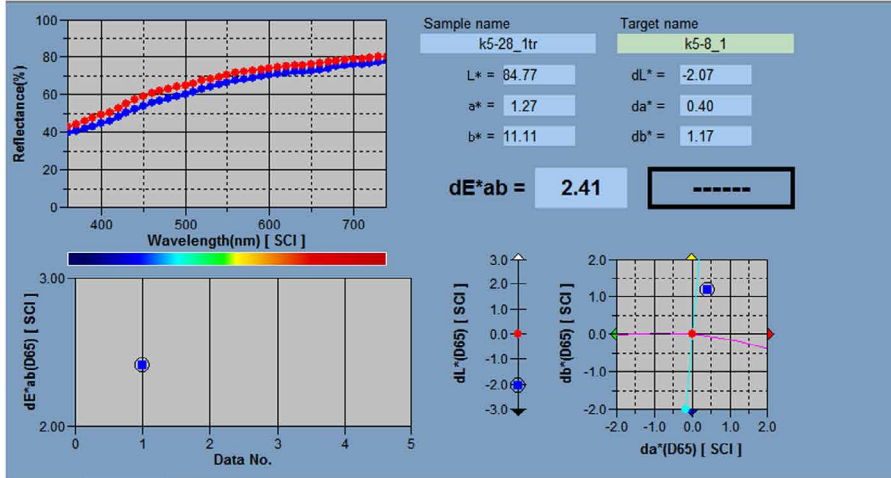 Sample name
Target name
k5-28_1tr
k5-8_1
L* = 84.77
dL* = -2.07
a* = 1.27
da* = 0.40
b* = 11.11
db* = 1.17
dE*ab = 2.41
------
Reflectance(%)
100
80
60
40
20
0
400 500 600 700
Wavelength(nm) [ SCI ]
dE*ab(D65) [ SCI ]
3.00
2.00
0 1 2 3 4 5
Data No.
dL*(D65) [ SCI ]
3.0
2.0
1.0
0.0
-1.0
-2.0
-3.0
db*(D65) [ SCI ]
2.0
1.0
0.0
-1.0
-2.0
-2.0 -1.0 0.0 1.0 2.0
da*(D65) [ SCI ]